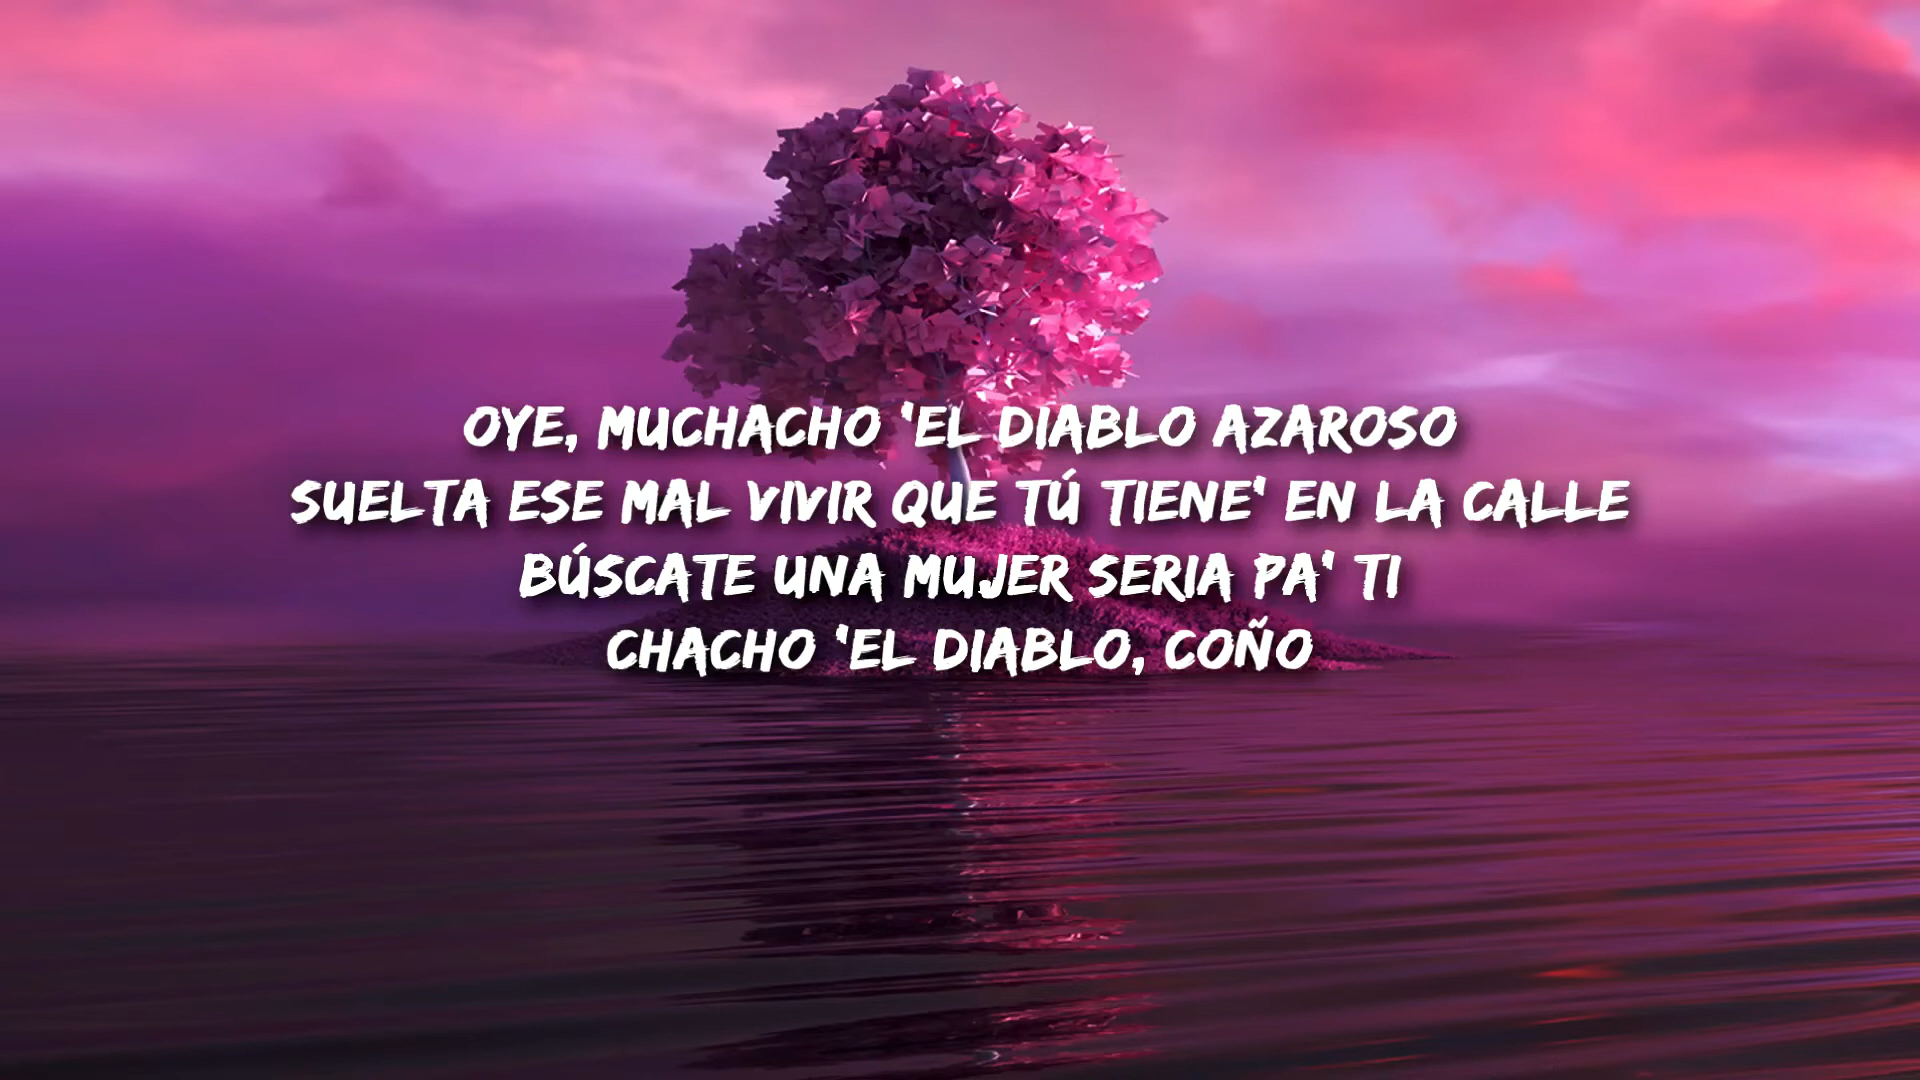 OYE, MUCHACHO 'EL DIABLO AZAROSO
SUELTA ESE MAL VIVIR QUE TÚ TIENE' EN LA CALLE
BÚSCATE UNA MUJER SERIA PA' TI
CHACHO 'EL DIABLO, COÑO